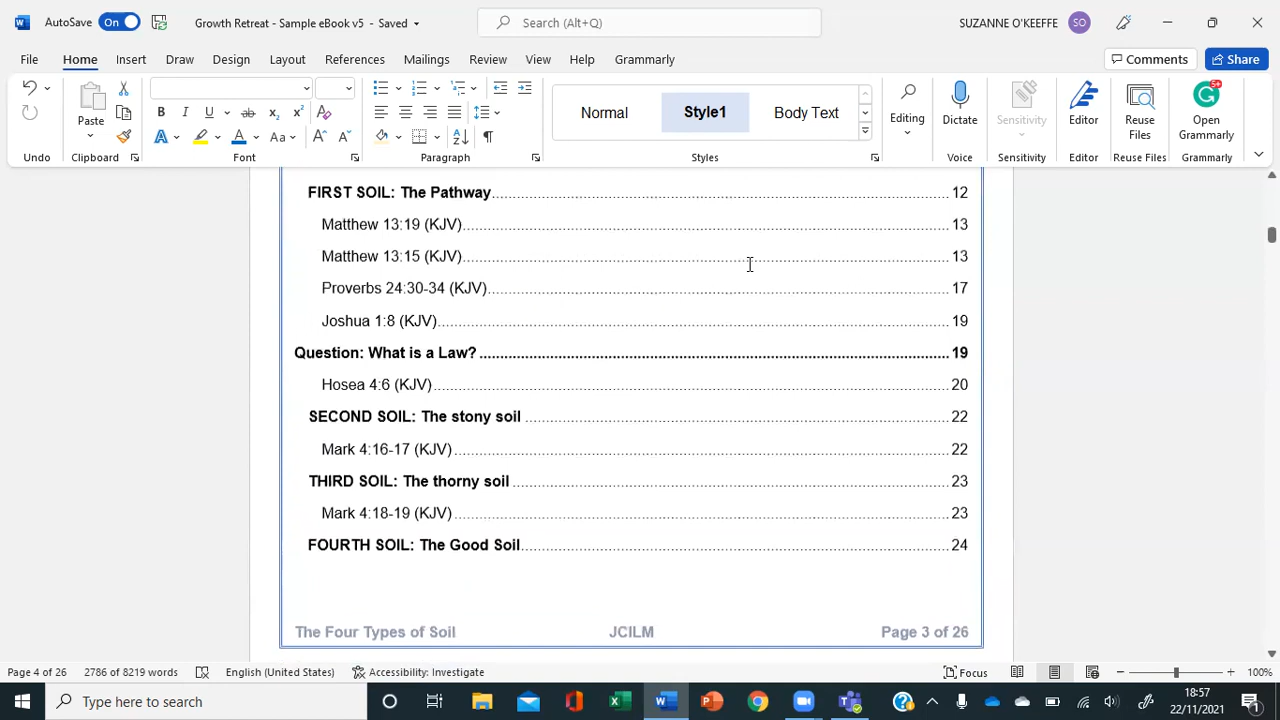 AutoSave On Growth Retreat - Sample eBook v5 - Saved Search (Alt+Q) SUZANNE O'KEEFFE SO
File Home Insert Draw Design Layout References Mailings Review View Help Grammarly Comments Share
Normal Style1 Body Text
Paste Editing Dictate Sensitivity Editor Reuse Files Open Grammarly
Undo Clipboard Font Paragraph Styles Voice Sensitivity Editor Reuse Files Grammarly
FIRST SOIL: The Pathway 12
Matthew 13:19 (KJV) 13
Matthew 13:15 (KJV) 13
Proverbs 24:30-34 (KJV) 17
Joshua 1:8 (KJV) 19
Question: What is a Law? 19
Hosea 4:6 (KJV) 20
SECOND SOIL: The stony soil 22
Mark 4:16-17 (KJV) 22
THIRD SOIL: The thorny soil 23
Mark 4:18-19 (KJV) 23
FOURTH SOIL: The Good Soil 24
The Four Types of Soil JCILM Page 3 of 26
Page 4 of 26 2786 of 8219 words English (United States) Accessibility: Investigate Focus 100%
Type here to search 18:57
22/11/2021